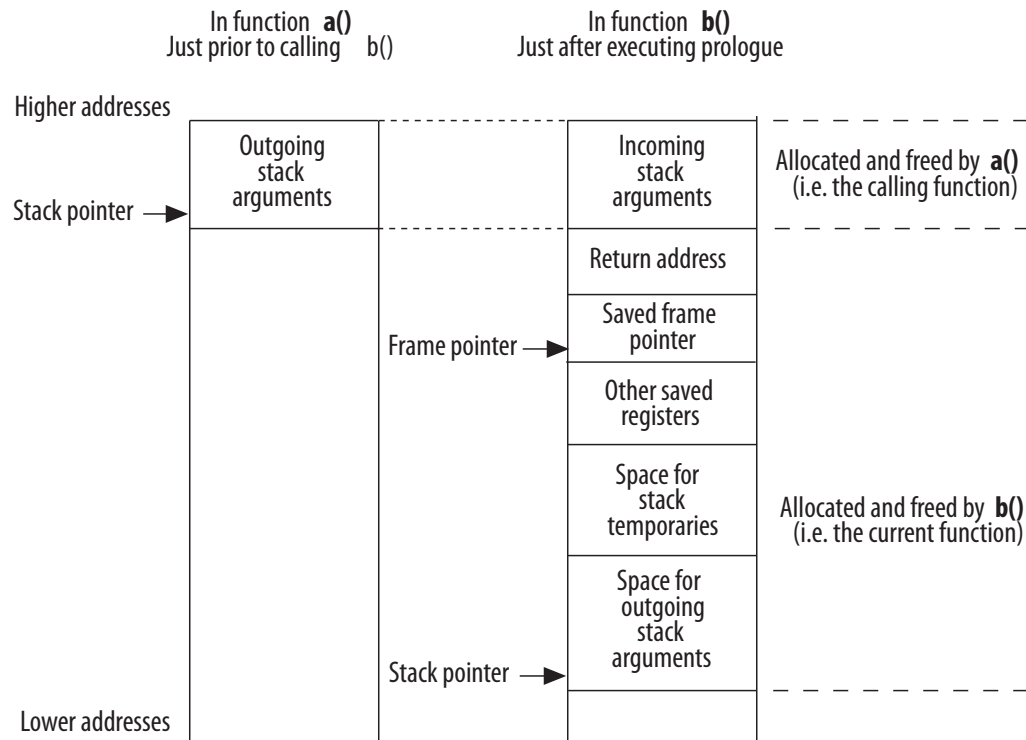 In function a()
Just prior to calling b()
In function b()
Just after executing prologue
Higher addresses
Outgoing
stack
arguments
Incoming
stack
arguments
Allocated and freed by a()
(i.e. the calling function)
Stack pointer
Return address
Saved frame
pointer
Frame pointer
Other saved
registers
Space for
stack
temporaries
Allocated and freed by b()
(i.e. the current function)
Space for
outgoing
stack
arguments
Stack pointer
Lower addresses